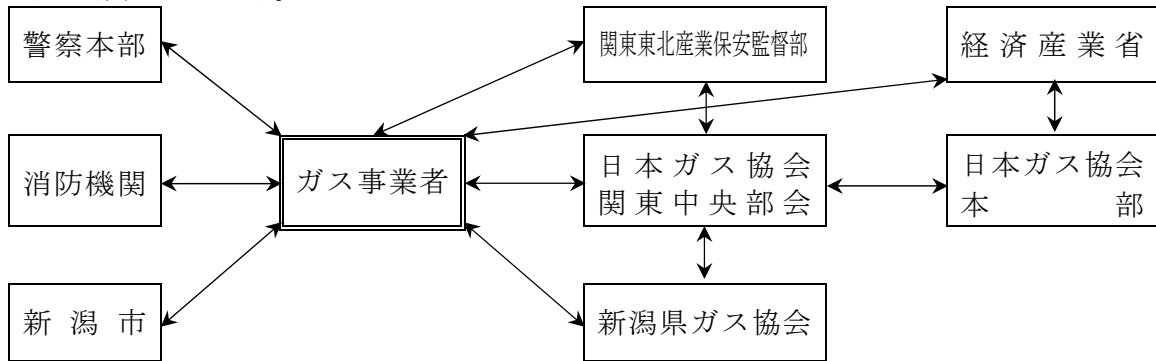 警察本部
関東東北産業保安監督部
経済産業省
消防機関
ガス事業者
日本ガス協会
関東中央部会
日本ガス協会
本部
新潟市
新潟県ガス協会